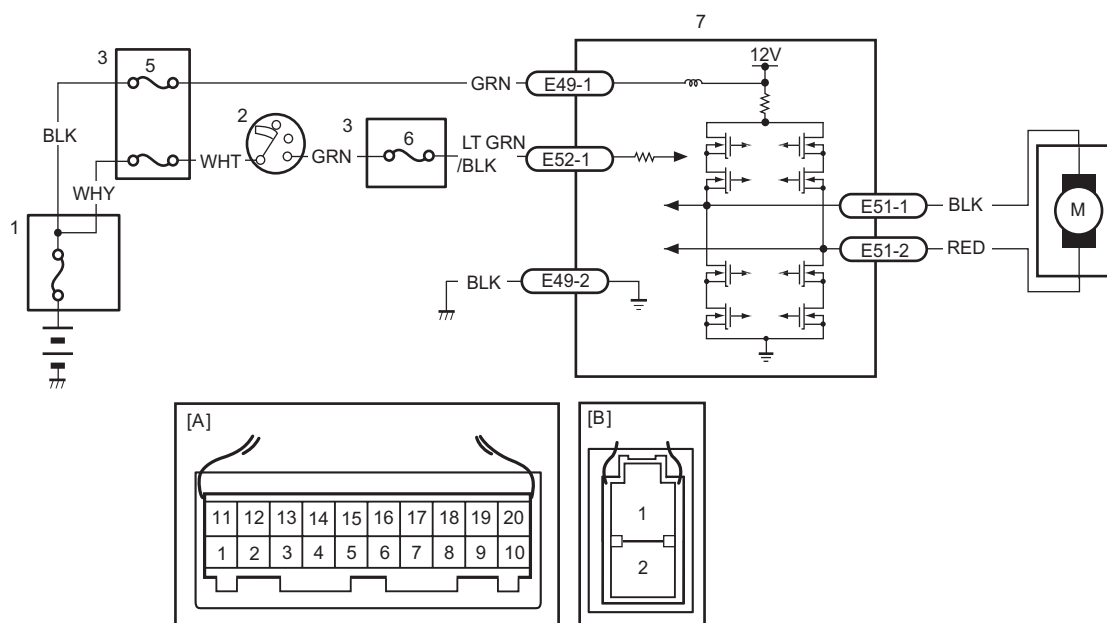 7
3
5
12V
GRN
E49-1
BLK
2
3
6
LT GRN
/BLK
WHT
GRN
E52-1
WHY
1
E51-1
BLK
M
E51-2
RED
BLK
E49-2
[A]
11 12 13 14 15 16 17 18 19 20
1 2 3 4 5 6 7 8 9 10
[B]
1
2